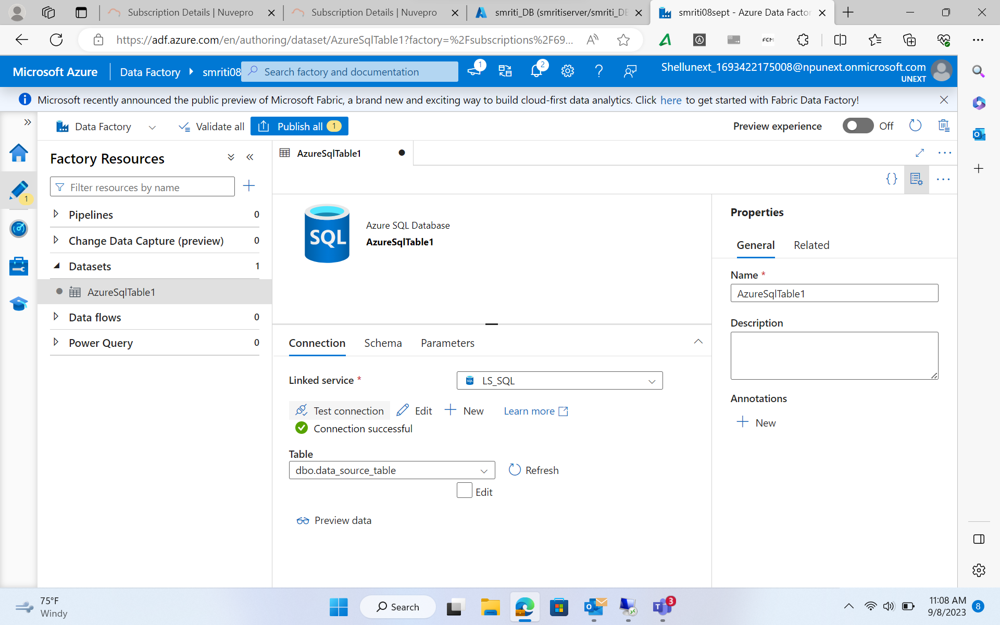 Subscription Details | Nuvepro
Subscription Details | Nuvepro
smriti_DB (smritiserver/smriti_DB
smriti08sept - Azure Data Factor
https://adf.azure.com/en/authoring/dataset/AzureSqlTable1?factory=%2Fsubscriptions%2F69...
FCM
Microsoft Azure
Data Factory
smriti08
Search factory and documentation
1
2
Shellunext_1693422175008@npunext.onmicrosoft.com
UNEXT
Microsoft recently announced the public preview of Microsoft Fabric, a brand new and exciting way to build cloud-first data analytics. Click here to get started with Fabric Data Factory!
Data Factory
Validate all
Publish all 1
Preview experience
Off
Factory Resources
AzureSqlTable1
Filter resources by name
1
Pipelines 0
Change Data Capture (preview) 0
Datasets 1
AzureSqlTable1
Data flows 0
Power Query 0
SQL
Azure SQL Database
AzureSqlTable1
Connection
Schema
Parameters
Linked service *
SQL
LS_SQL
Test connection
Edit
New
Learn more
Connection successful
Table
dbo.data_source_table
Refresh
Edit
Preview data
Properties
General
Related
Name *
AzureSqlTable1
Description
Annotations
New
75°F
Windy
Search
3
11:08 AM
9/8/2023
8